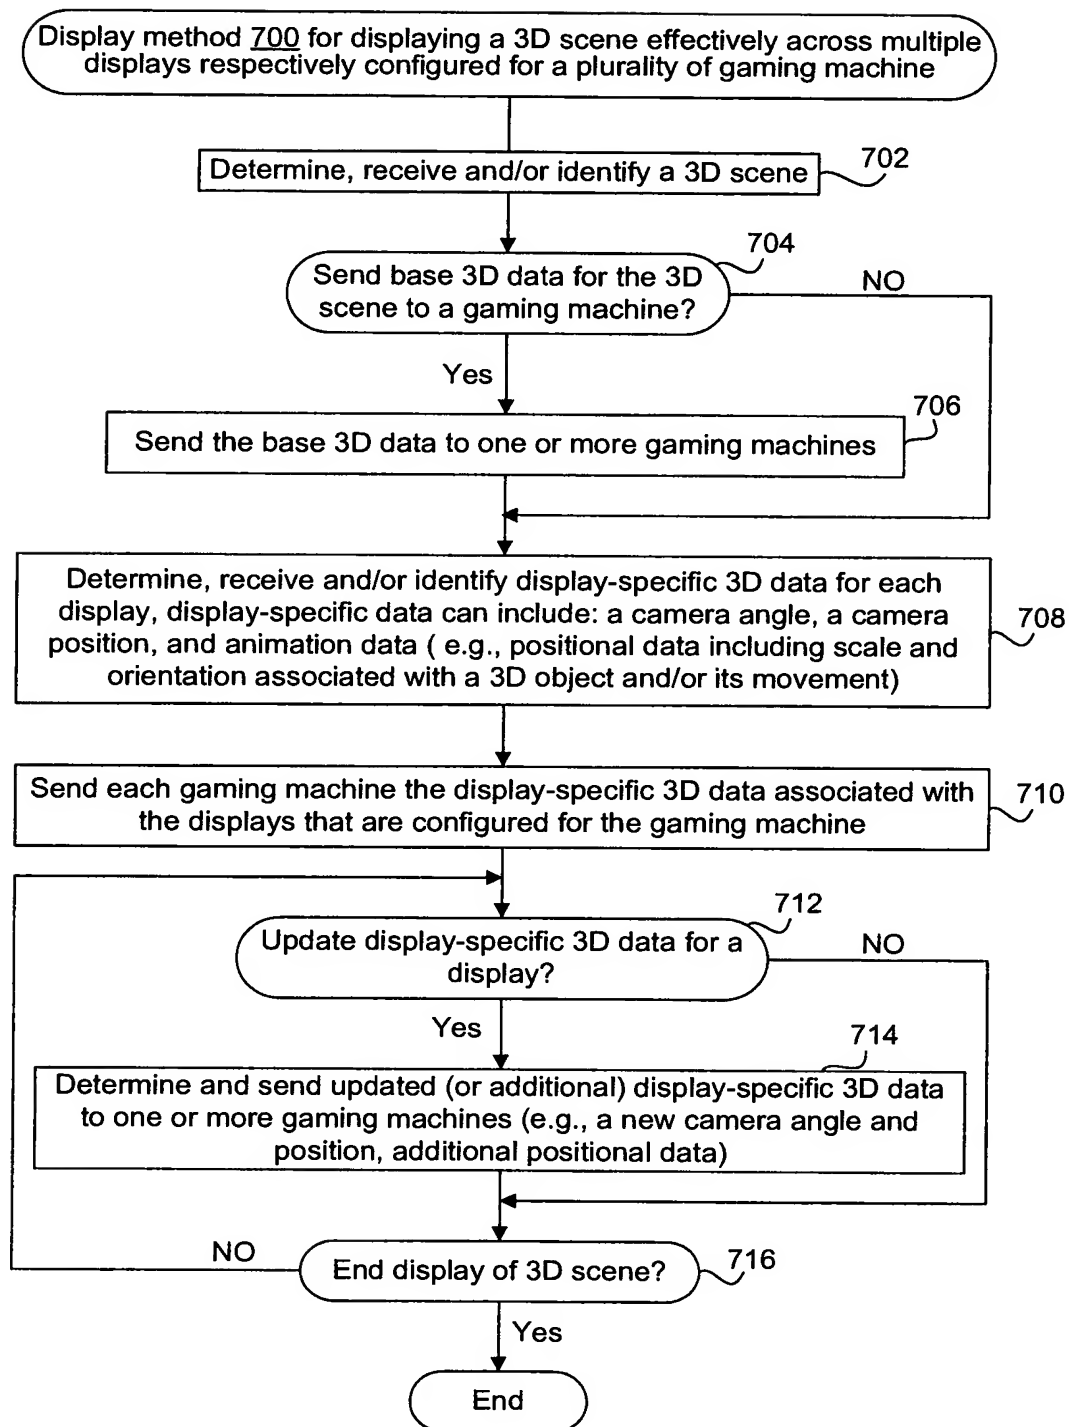 Display method 700 for displaying a 3D scene effectively across multiple
displays respectively configured for a plurality of gaming machine
702
Determine, receive and/or identify a 3D scene
704
Send base 3D data for the 3D
scene to a gaming machine?
NO
Yes
706
Send the base 3D data to one or more gaming machines
Determine, receive and/or identify display-specific 3D data for each
display, display-specific data can include: a camera angle, a camera
position, and animation data ( e.g., positional data including scale and
orientation associated with a 3D object and/or its movement)
708
Send each gaming machine the display-specific 3D data associated with
the displays that are configured for the gaming machine
710
712
Update display-specific 3D data for a
display?
NO
Yes
714
Determine and send updated (or additional) display-specific 3D data
to one or more gaming machines (e.g., a new camera angle and
position, additional positional data)
NO
End display of 3D scene?
716
Yes
End